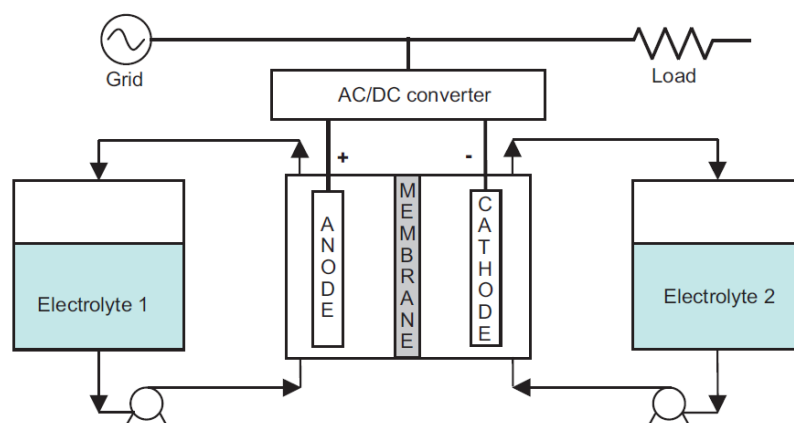 Grid
Load
AC/DC converter
+
-
ANODE
MEMBRANE
CATHODE
Electrolyte 1
Electrolyte 2